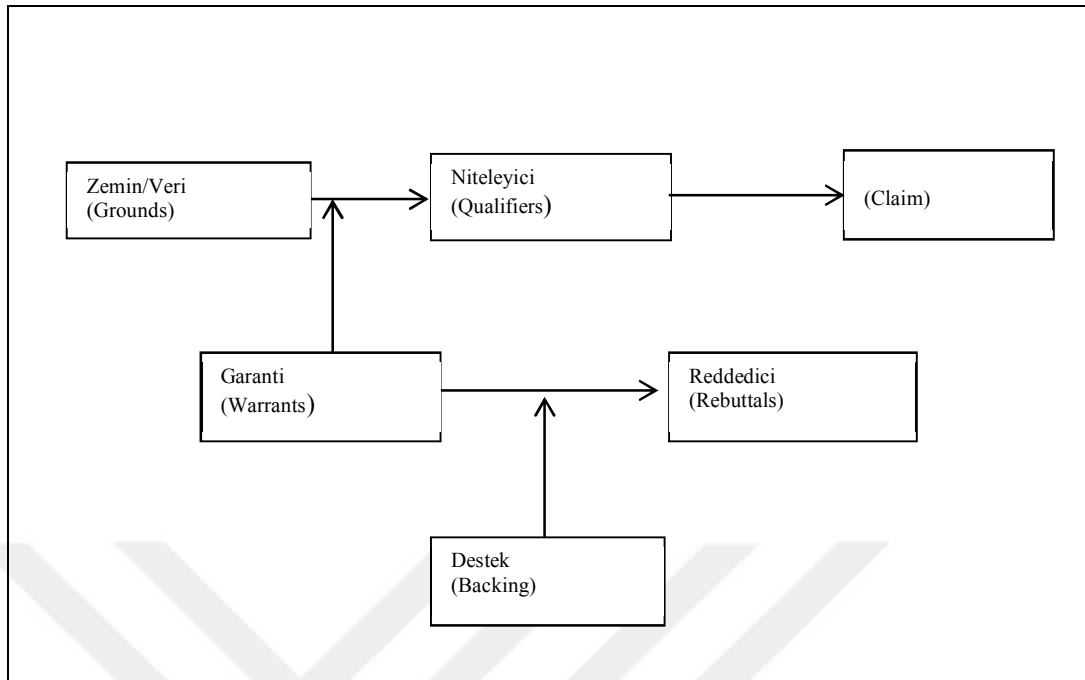 Zemin/Veri
(Grounds)
Niteleyici
(Qualifiers)
(Claim)
Garanti
(Warrants)
Reddedici
(Rebuttals)
Destek
(Backing)